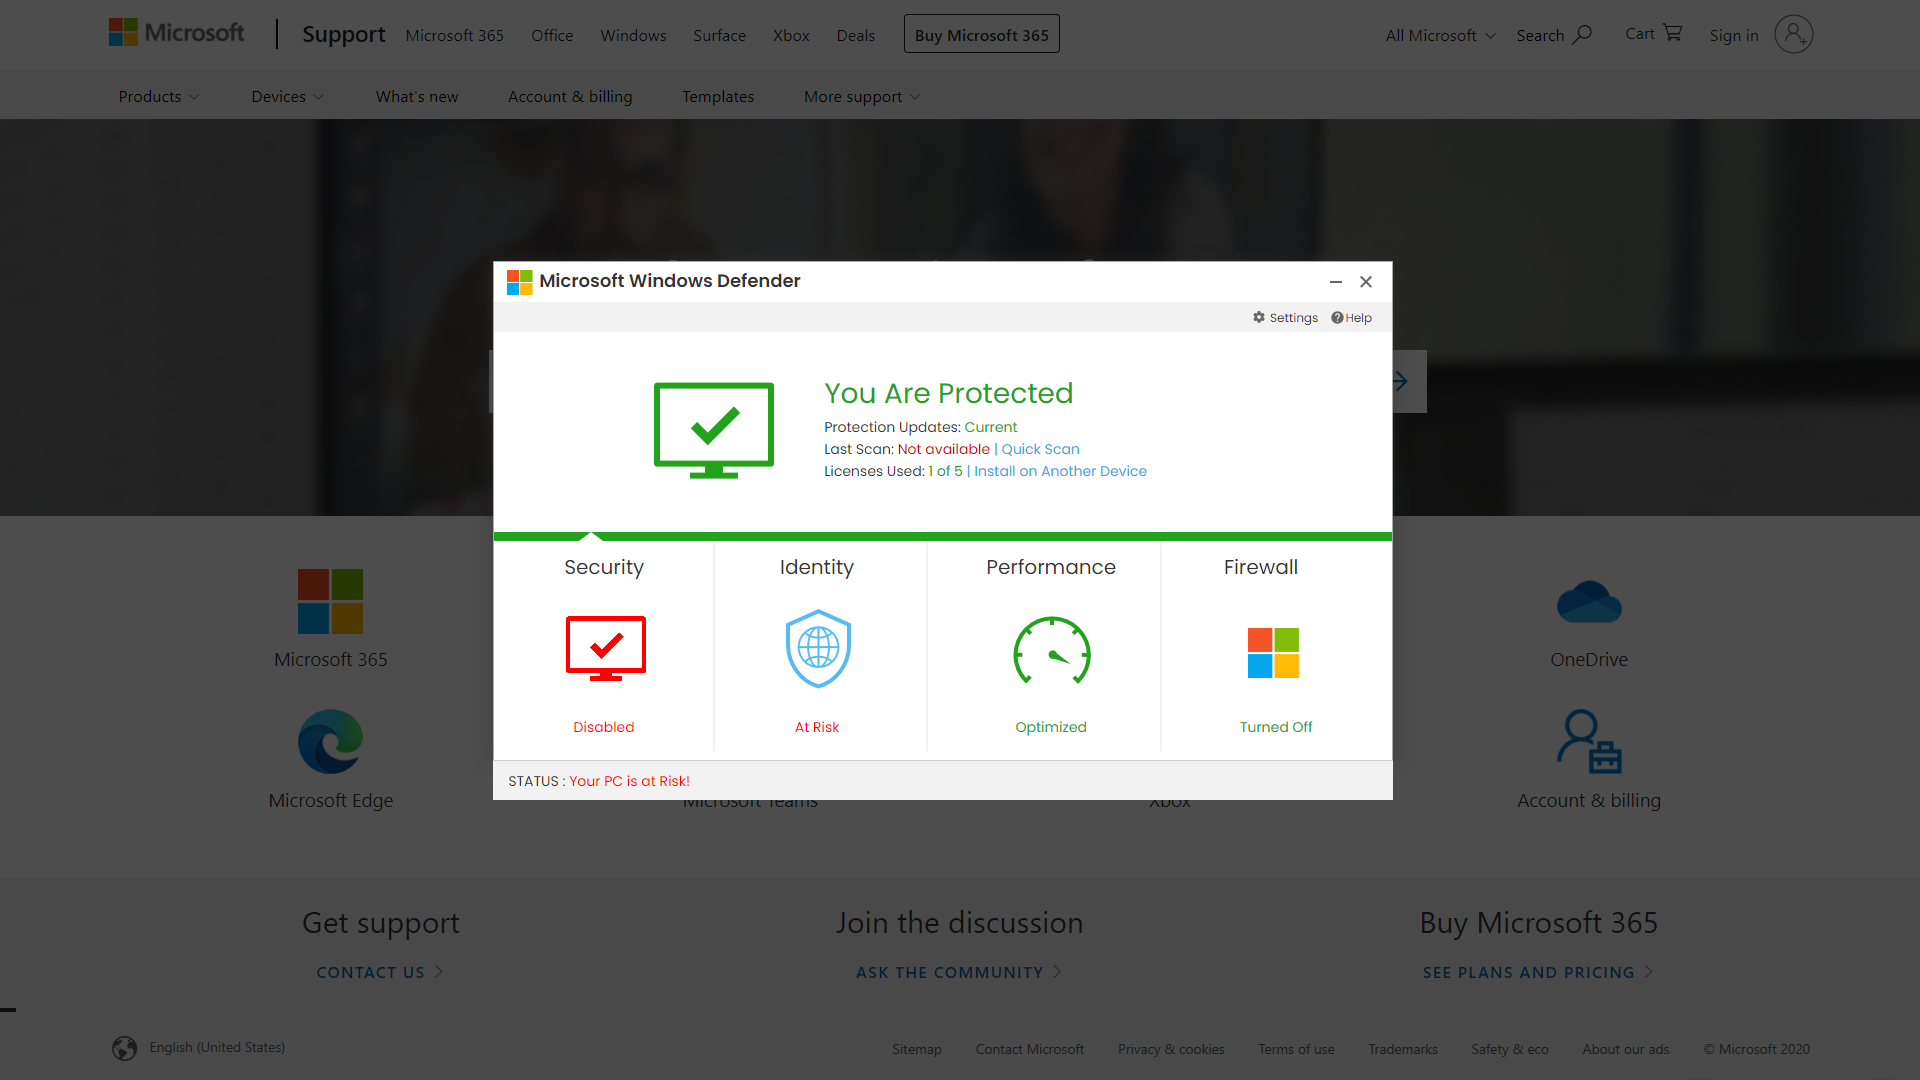 Microsoft
Support
Microsoft 365
Office
Windows
Surface
Xbox
Deals
Buy Microsoft 365
All Microsoft
Search
Cart
Sign in
Products
Devices
What's new
Account & billing
Templates
More support
Microsoft Windows Defender
Settings
Help
You Are Protected
Protection Updates: Current
Last Scan: Not available | Quick Scan
Licenses Used: 1 of 5 | Install on Another Device
Security
Identity
Performance
Firewall
Disabled
At Risk
Optimized
Turned Off
STATUS : Your PC is at Risk!
Microsoft 365
OneDrive
Microsoft Edge
Microsoft Teams
Xbox
Account & billing
Get support
Join the discussion
Buy Microsoft 365
CONTACT US
ASK THE COMMUNITY
SEE PLANS AND PRICING
English (United States)
Sitemap
Contact Microsoft
Privacy & cookies
Terms of use
Trademarks
Safety & eco
About our ads
© Microsoft 2020